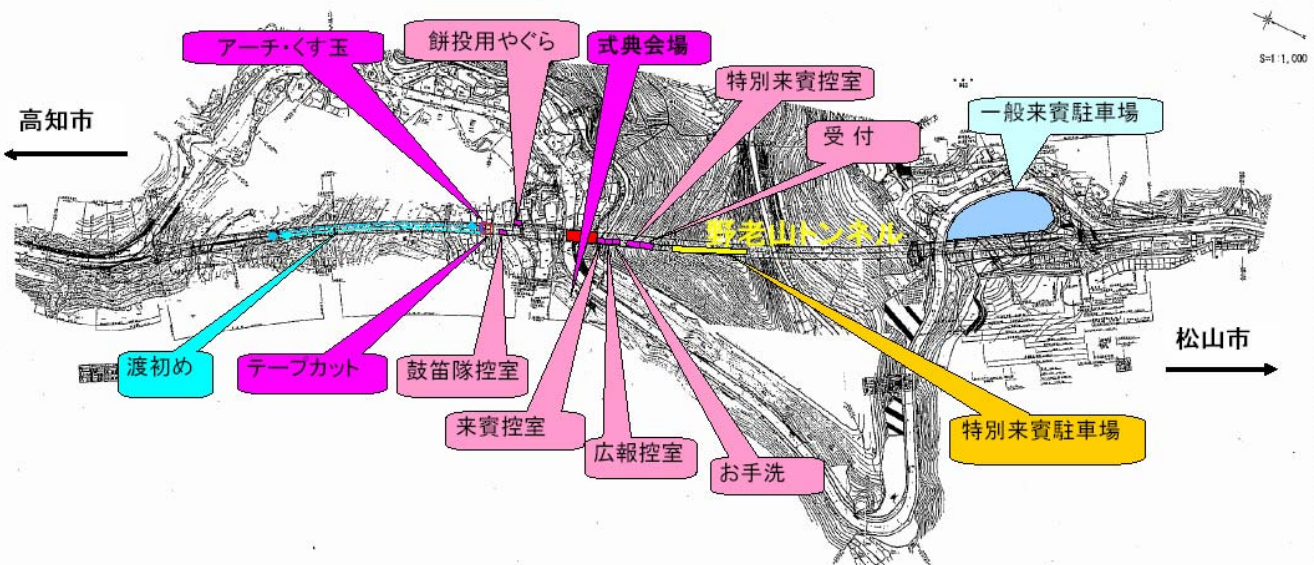 アーチ・くす玉
餅投用やぐら
式典会場
特別来賓控室
受 付
一般来賓駐車場
S=1:1,000
高知市
野老山トンネル
松山市
渡初め
テープカット
鼓笛隊控室
来賓控室
広報控室
お手洗
特別来賓駐車場